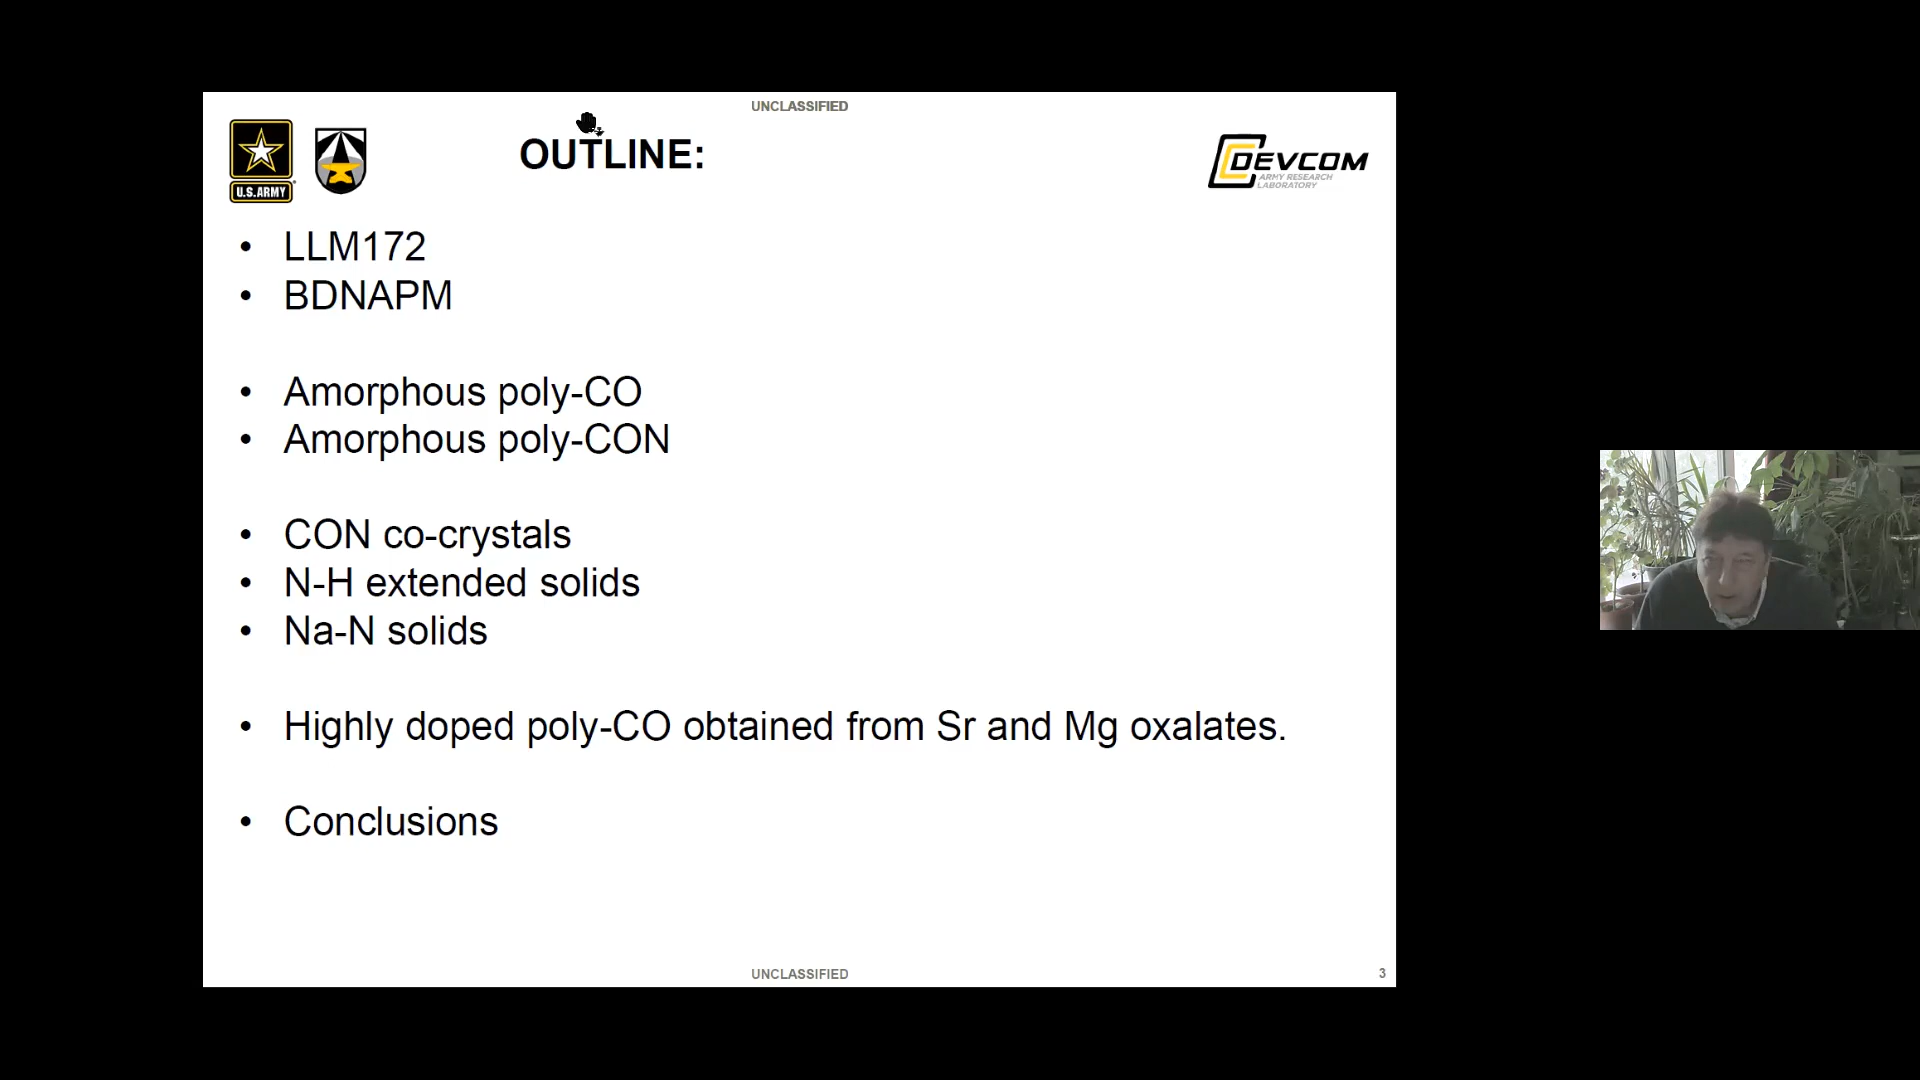 UNCLASSIFIED
OUTLINE:
U.S.ARMY
DEVCOM
ARMY RESEARCH
LABORATORY
• LLM172
• BDNAPM
• Amorphous poly-CO
• Amorphous poly-CON
• CON co-crystals
• N-H extended solids
• Na-N solids
• Highly doped poly-CO obtained from Sr and Mg oxalates.
• Conclusions
UNCLASSIFIED
3